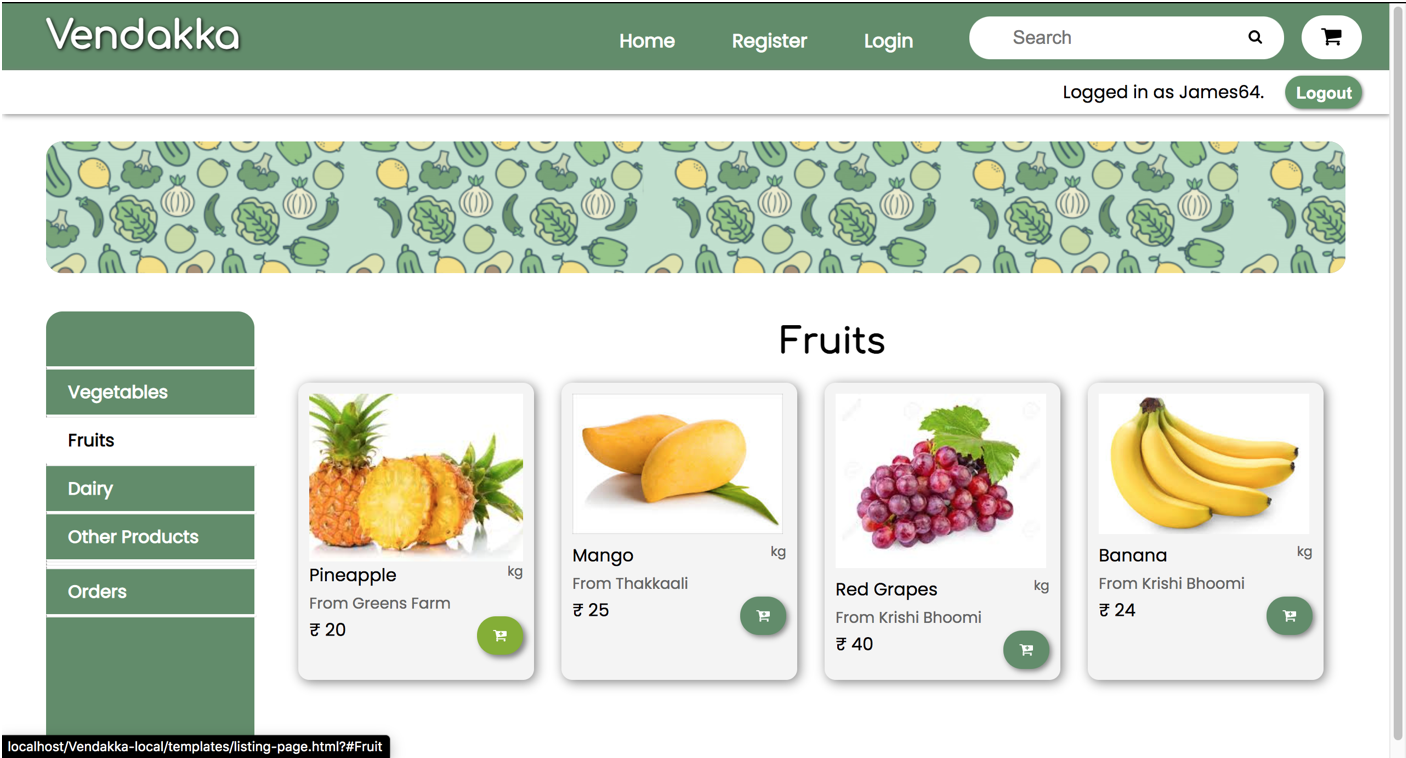 Vendakka
Home Register Login Search
Logged in as James64. Logout
Fruits
Vegetables
Fruits
Dairy
Other Products
Orders
Pineapple kg
From Greens Farm
₹ 20
Mango kg
From Thakkaali
₹ 25
Red Grapes kg
From Krishi Bhoomi
₹ 40
Banana kg
From Krishi Bhoomi
₹ 24
localhost/Vendakka-local/templates/listing-page.html?#Fruit